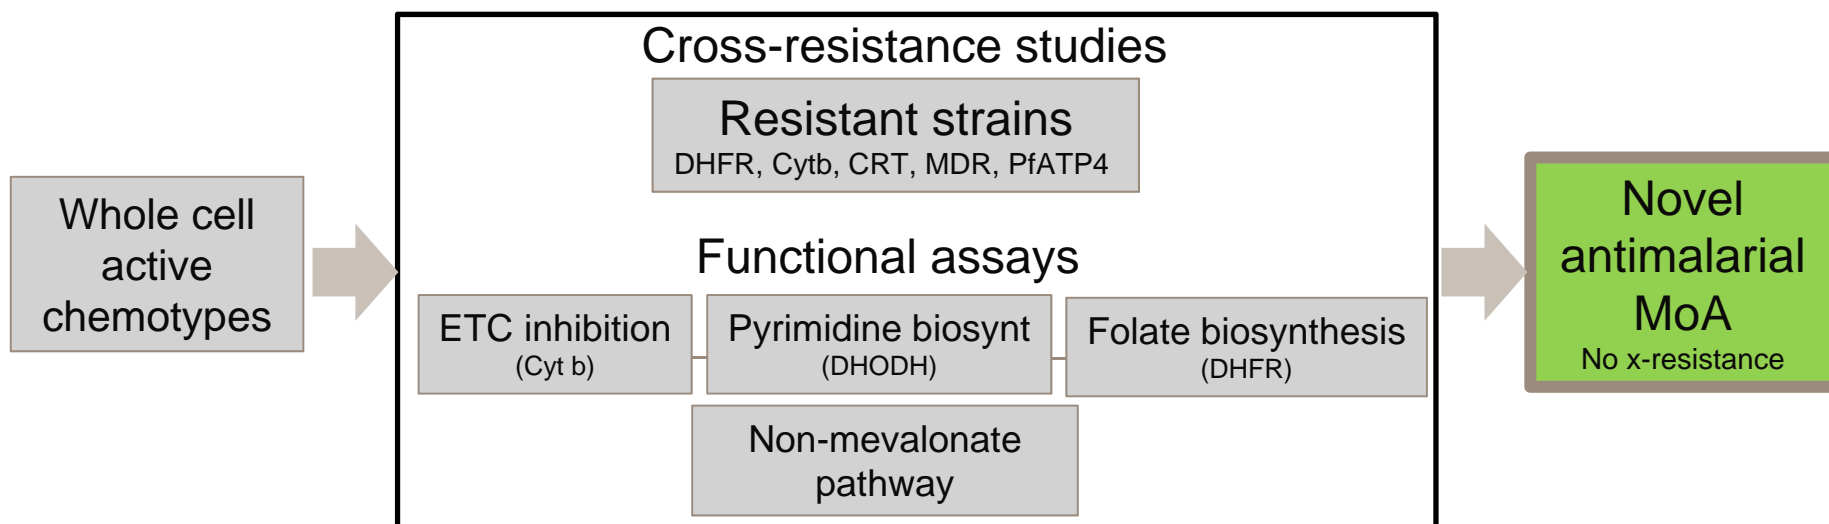 Whole cell
active
chemotypes
Cross-resistance studies
Resistant strains
DHFR, Cytb, CRT, MDR, PfATP4
Functional assays
ETC inhibition
(Cyt b)
Pyrimidine biosynt
(DHODH)
Folate biosynthesis
(DHFR)
Non-mevalonate
pathway
Novel
antimalarial
MoA
No x-resistance